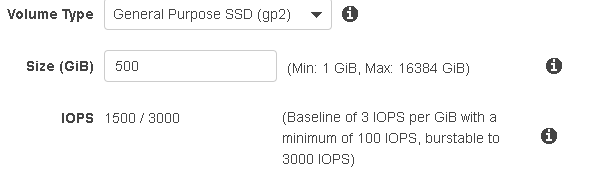 Volume Type General Purpose SSD (gp2)
Size (GiB) 500 (Min: 1 GiB, Max: 16384 GiB)
IOPS 1500 / 3000 (Baseline of 3 IOPS per GiB with a
minimum of 100 IOPS, burstable to
3000 IOPS)